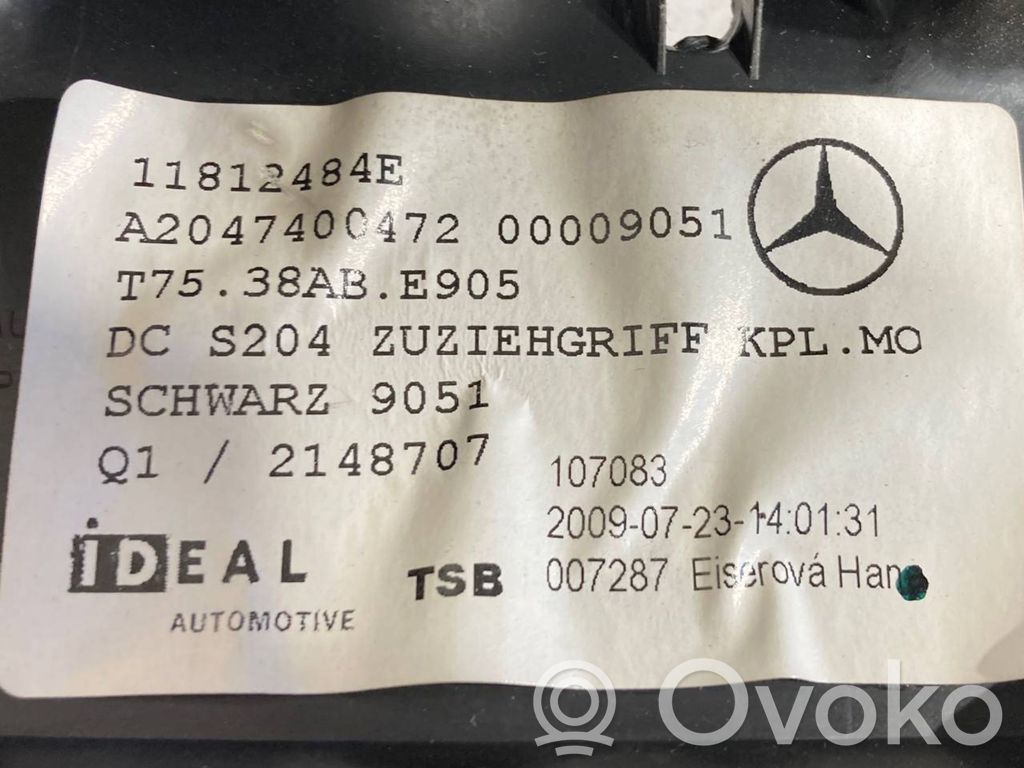 11812484E
A2047400472 00009051
T75.38AB.E905
DC S204 ZUZIEHGRIFF KPL.MO
SCHWARZ 9051
Q1 / 2148707
107083
2009-07-23-14:01:31
007287 Eiserová
iDEAL
AUTOMOTIVE
TSB
Ovoko